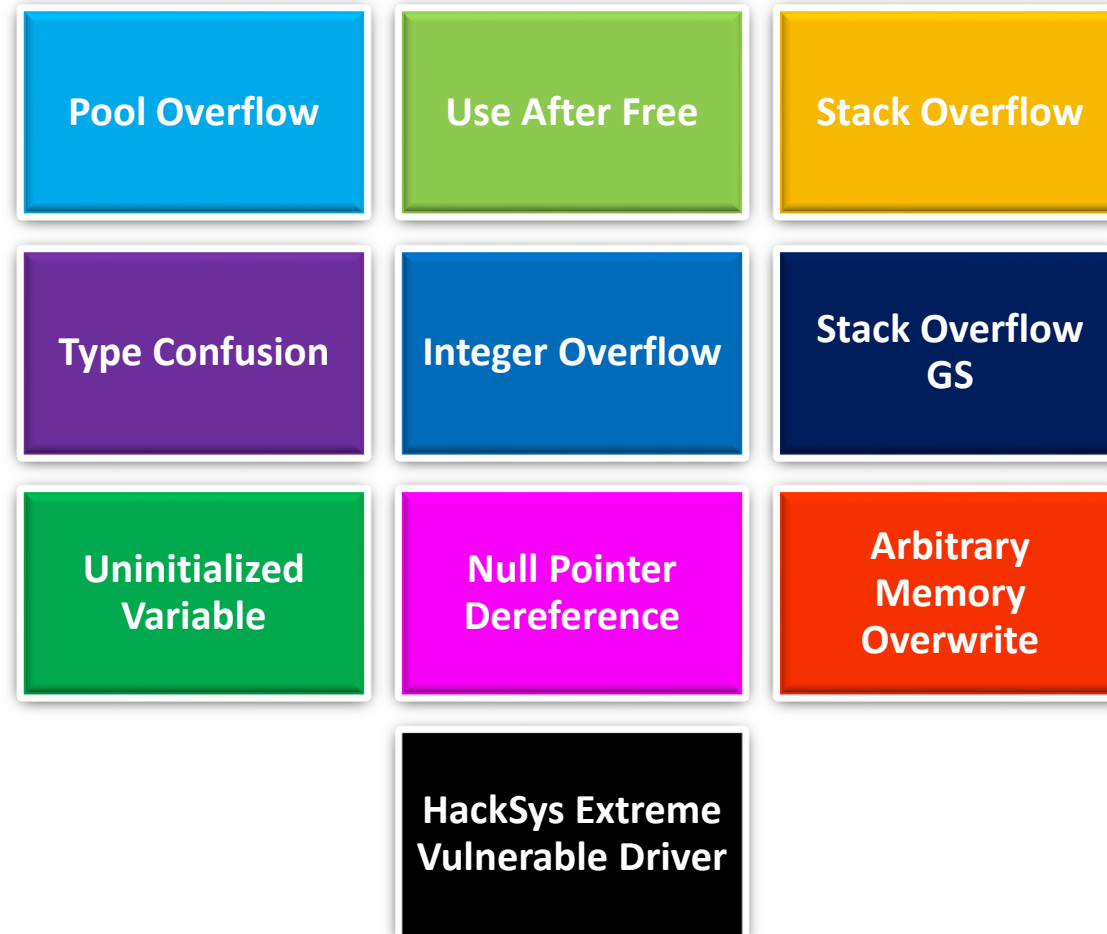 Pool Overflow
Use After Free
Stack Overflow
Type Confusion
Integer Overflow
Stack Overflow
GS
Uninitialized
Variable
Null Pointer
Dereference
Arbitrary
Memory
Overwrite
HackSys Extreme
Vulnerable Driver